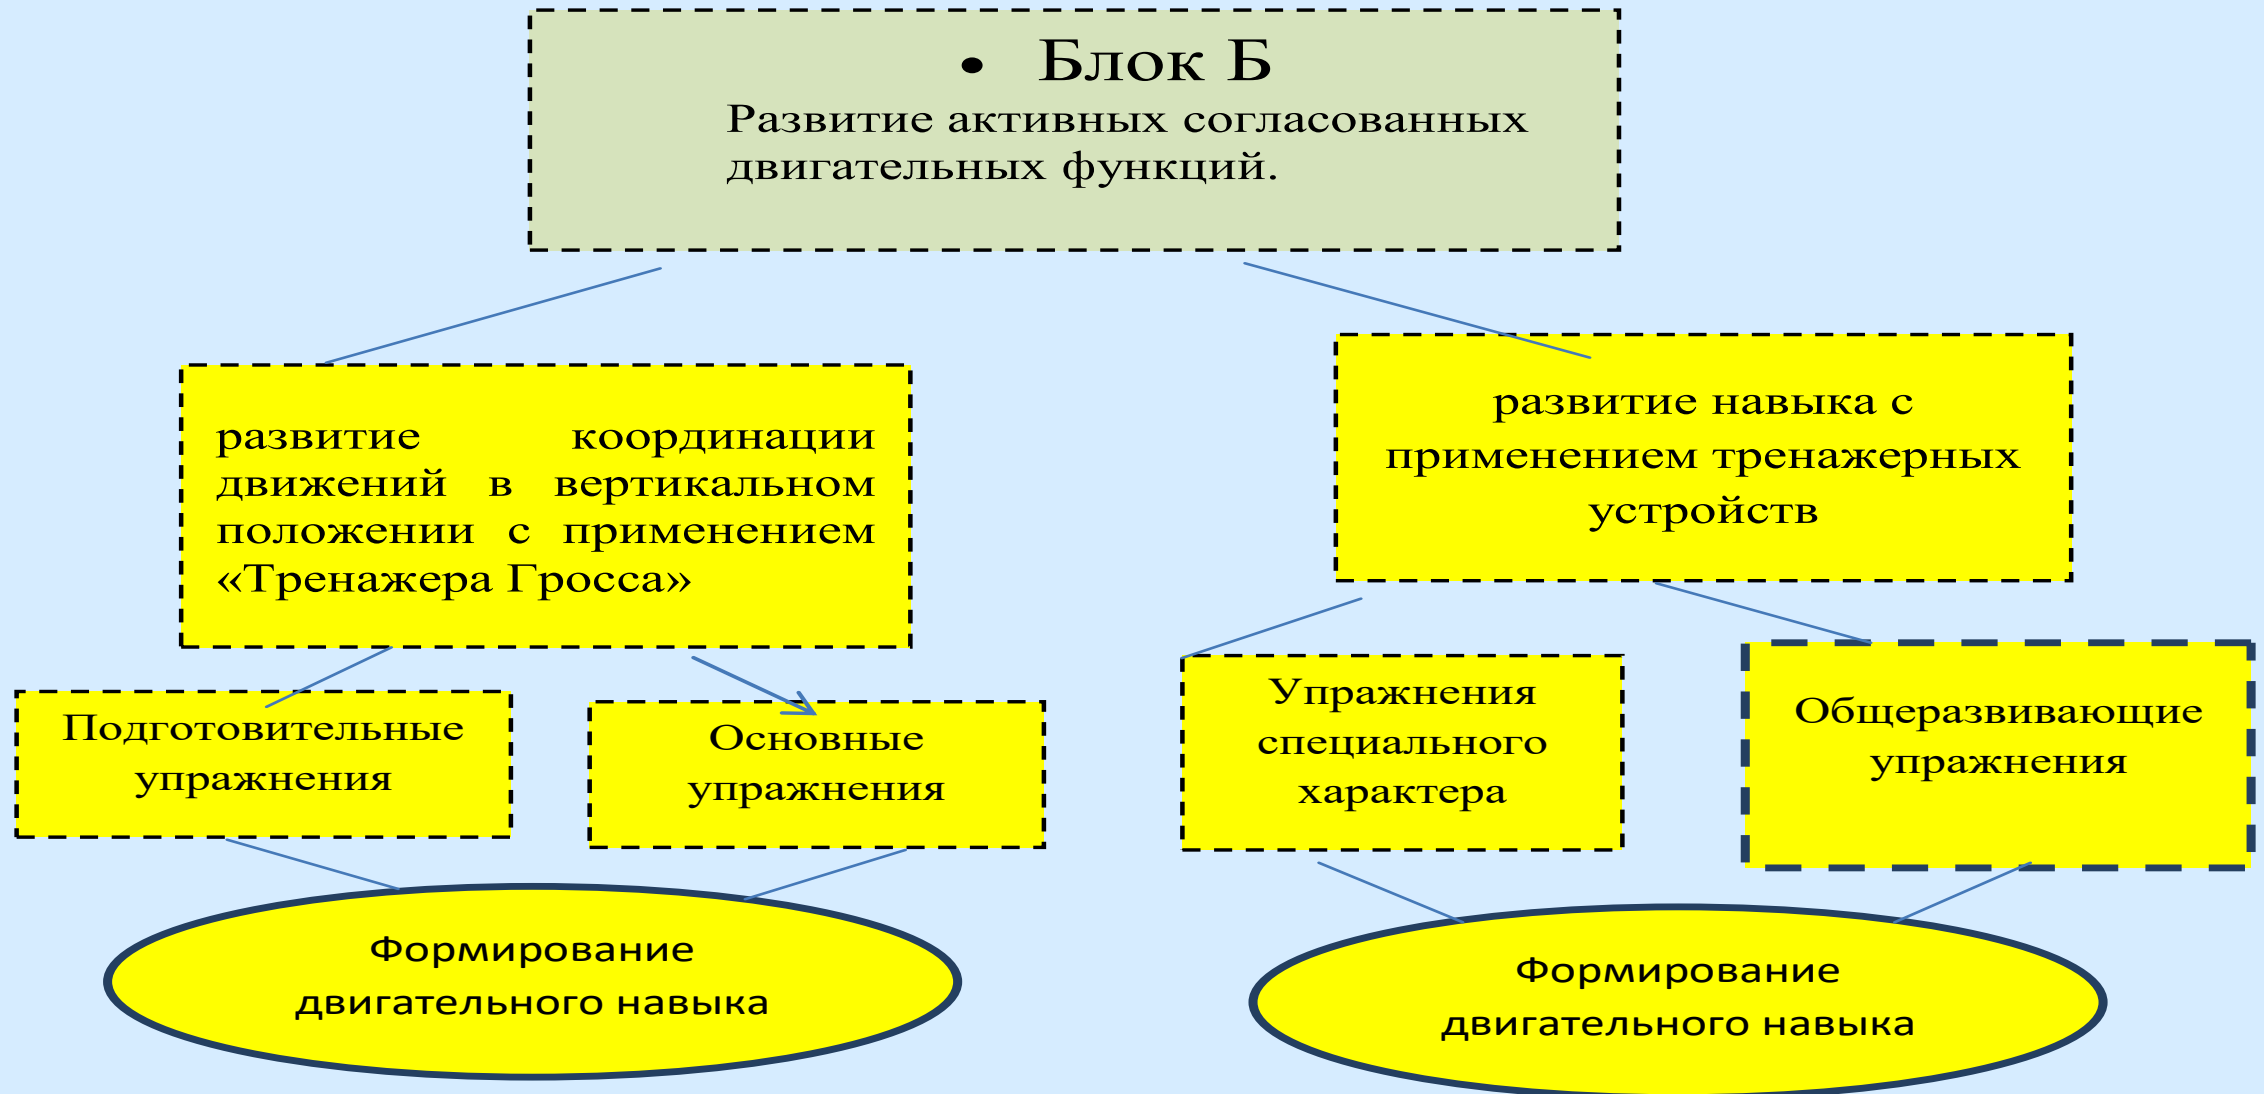 • Блок Б
Развитие активных согласованных
двигательных функций.
развитие координации
движений в вертикальном
положении с применением
«Тренажера Гросса»
развитие навыка с
применением тренажерных
устройств
Подготовительные
упражнения
Основные
упражнения
Упражнения
специального
характера
Общеразвивающие
упражнения
Формирование
двигательного навыка
Формирование
двигательного навыка